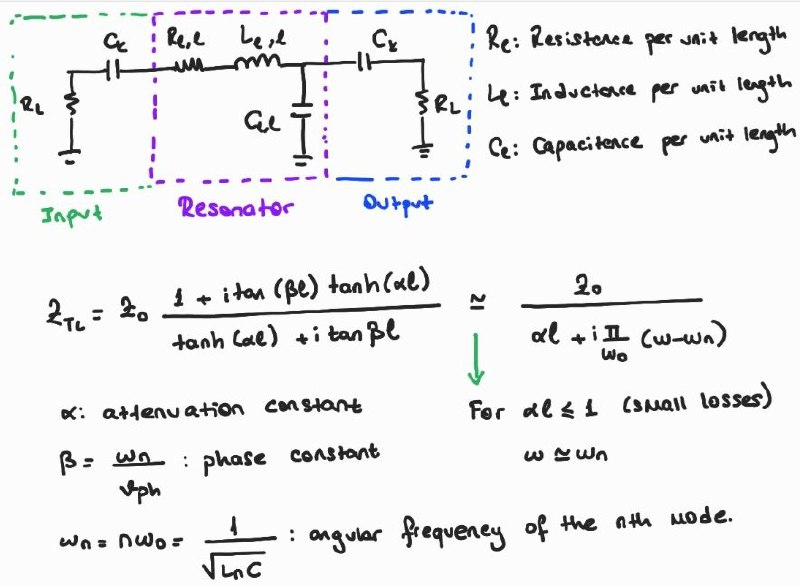 Cκ Rℓ,ℓ Lℓ,ℓ Cκ
RL Cℓℓ RL
Input Resonator Output
Rℓ: Resistence per unit length
Lℓ: Inductance per unit length
Cℓ: Capacitence per unit length
Z_TL = Z₀ (1 + i tan (βℓ) tanh(αℓ)) / (tanh (αℓ) + i tan βℓ) ≃ Z₀ / (αℓ + i π/ω₀ (ω-ωn))
α: attenuation constant
For αℓ ≤ 1 (small losses)
β = ωn / vph : phase constant
ω ≃ ωn
ωn = nω₀ = 1 / √(LnC) : angular frequency of the nth mode.